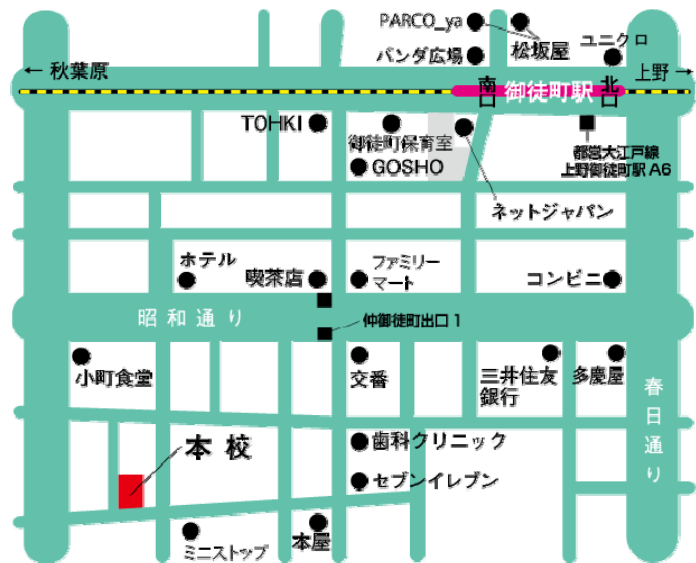 PARCO_ya
松坂屋
ユニクロ
パンダ広場
← 秋葉原
上野 →
南口
御徒町駅
北口
TOHKI
御徒町保育室
GOSHO
都営大江戸線
上野御徒町駅 A6
ネットジャパン
ホテル
喫茶店
ファミリー
マート
コンビニ
昭和通り
仲御徒町出口 1
小町食堂
交番
三井住友
銀行
多慶屋
春日通り
本校
歯科クリニック
セブンイレブン
ミニストップ
本屋